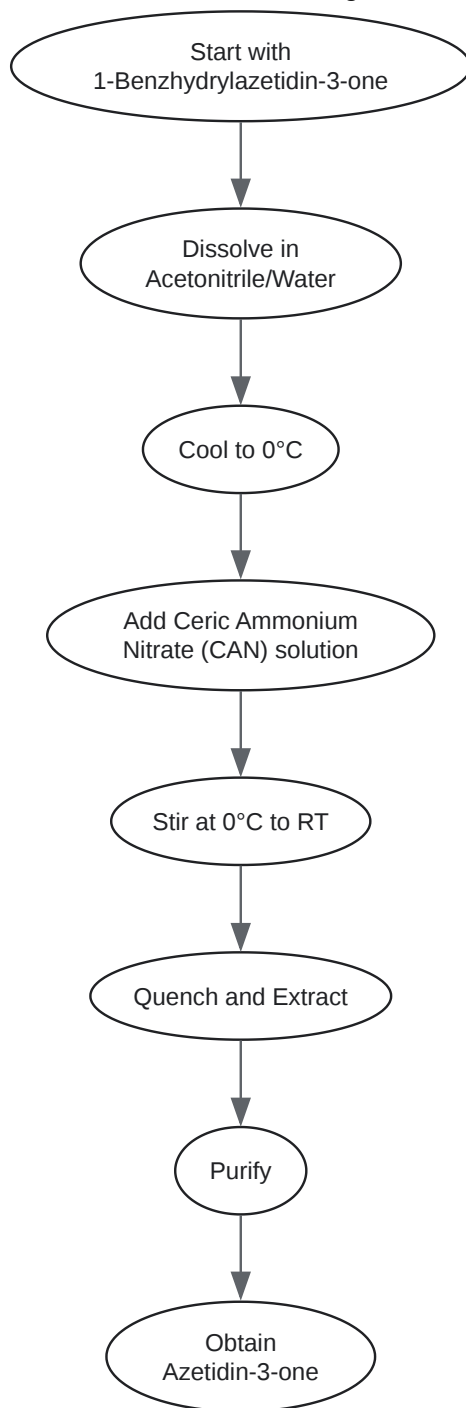 Start with
1-Benzhydrylazetidin-3-one
Dissolve in
Acetonitrile/Water
Cool to 0°C
Add Ceric Ammonium
Nitrate (CAN) solution
Stir at 0°C to RT
Quench and Extract
Purify
Obtain
Azetidin-3-one